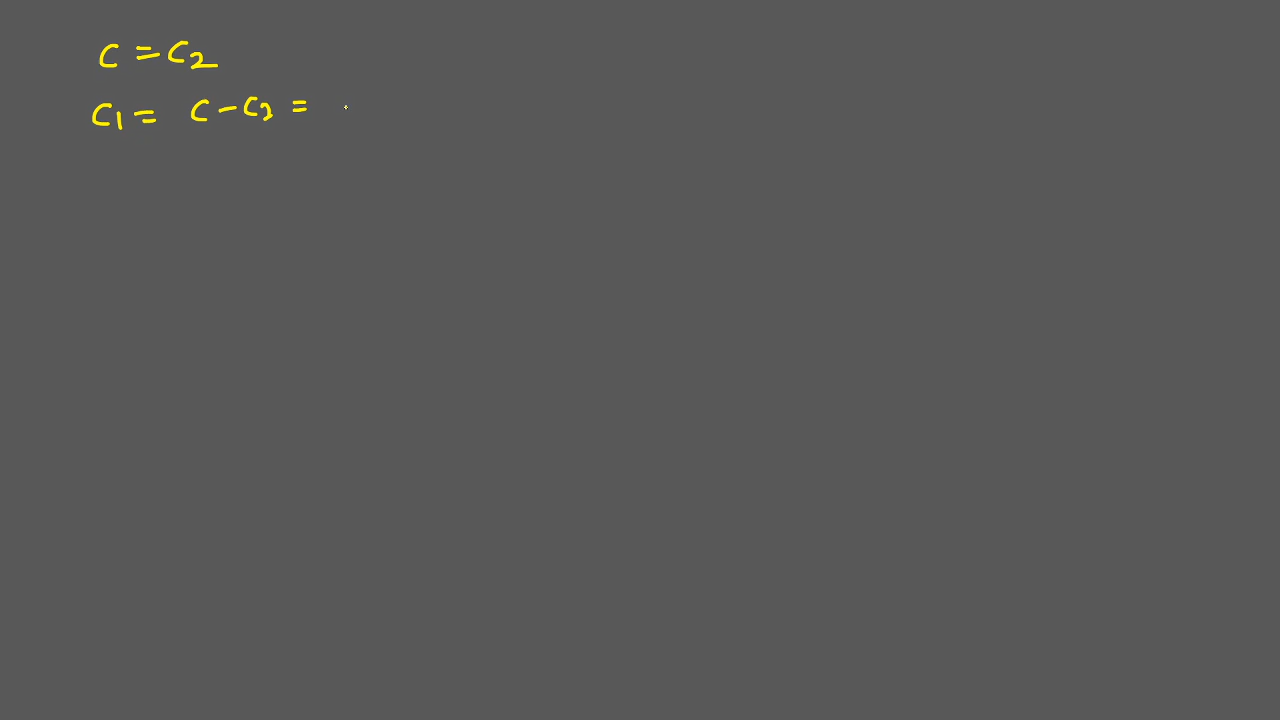 C = C2
C1 = C - C2 =